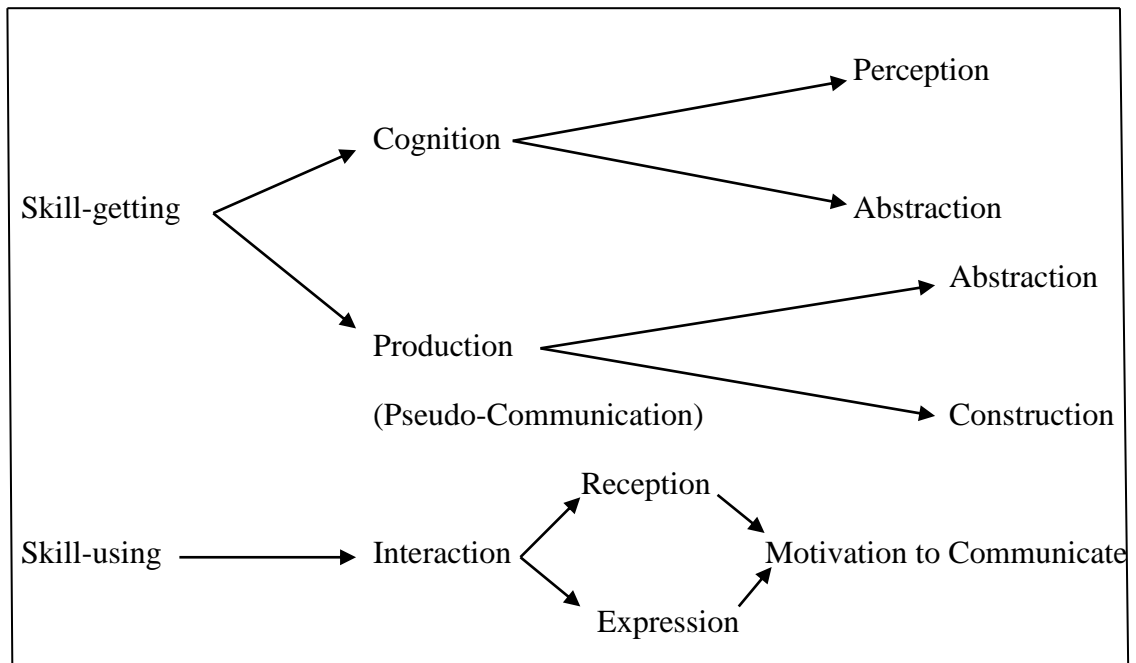 Perception
Cognition
Skill-getting
Abstraction
Abstraction
Production
(Pseudo-Communication)
Construction
Reception
Skill-using
Interaction
Motivation to Communicate
Expression